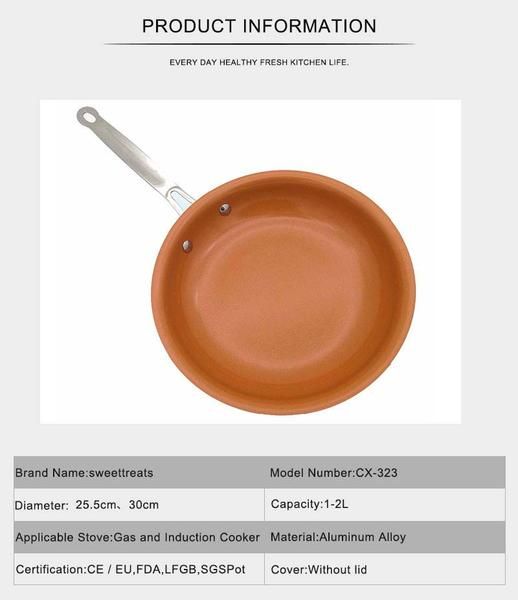 PRODUCT INFORMATION
EVERY DAY HEALTHY FRESH KITCHEN LIFE.
Brand Name:sweettreats
Model Number:CX-323
Diameter: 25.5cm、30cm
Capacity:1-2L
Applicable Stove:Gas and Induction Cooker
Material:Aluminum Alloy
Certification:CE / EU,FDA,LFGB,SGSPot
Cover:Without lid